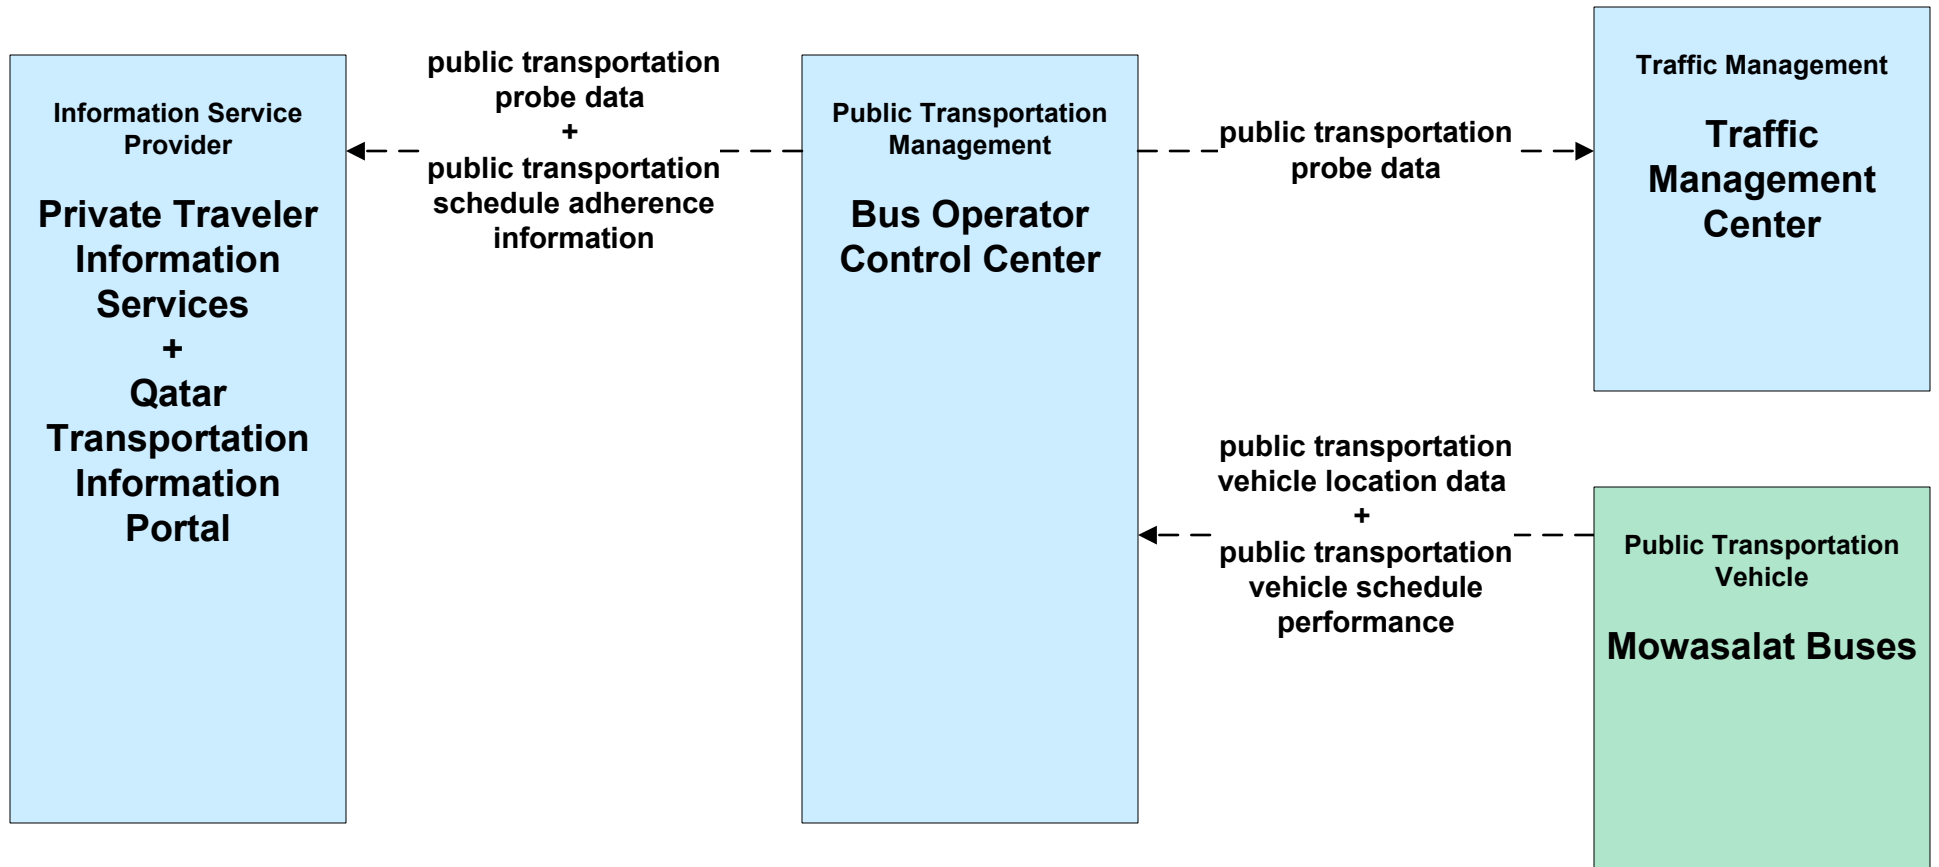 Information Service
Provider
Private Traveler
Information
Services
+
Qatar
Transportation
Information
Portal
public transportation
probe data
+
public transportation
schedule adherence
information
Public Transportation
Management
Bus Operator
Control Center
public transportation
probe data
Traffic Management
Traffic
Management
Center
public transportation
vehicle location data
+
public transportation
vehicle schedule
performance
Public Transportation
Vehicle
Mowasalat Buses